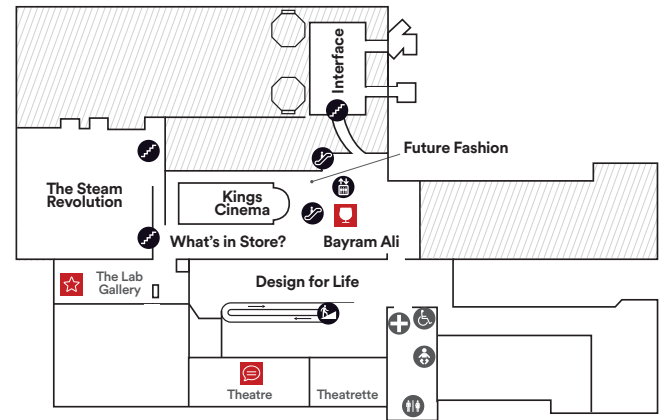 Interface
Future Fashion
The Steam
Revolution
Kings
Cinema
What's in Store?
Bayram Ali
The Lab
Gallery
Design for Life
Theatre
Theatrette